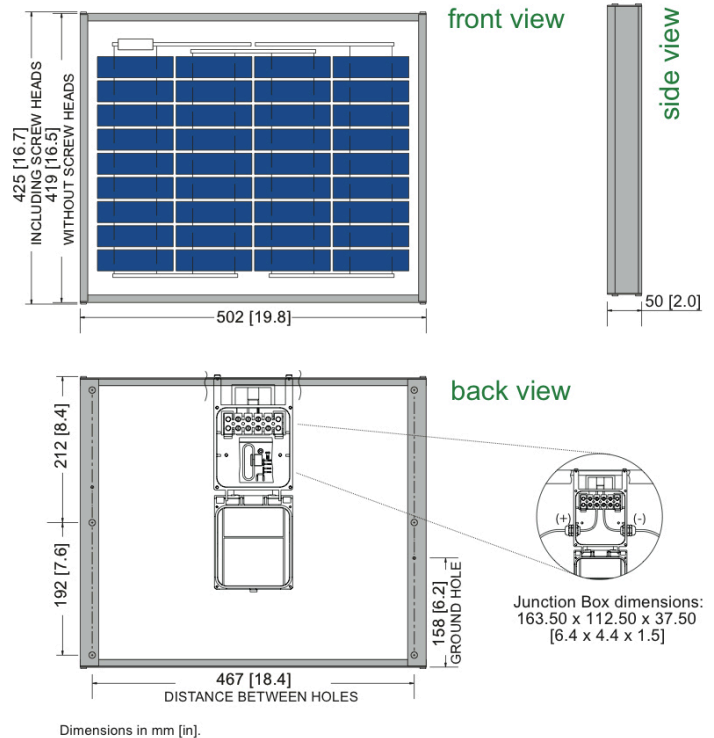 front view
side view
425 [16.7]
INCLUDING SCREW HEADS
419 [16.5]
WITHOUT SCREW HEADS
50 [2.0]
502 [19.8]
back view
212 [8.4]
192 [7.6]
(+)
(-)
158 [6.2]
GROUND HOLE
Junction Box dimensions:
163.50 x 112.50 x 37.50
[6.4 x 4.4 x 1.5]
467 [18.4]
DISTANCE BETWEEN HOLES
Dimensions in mm [in].